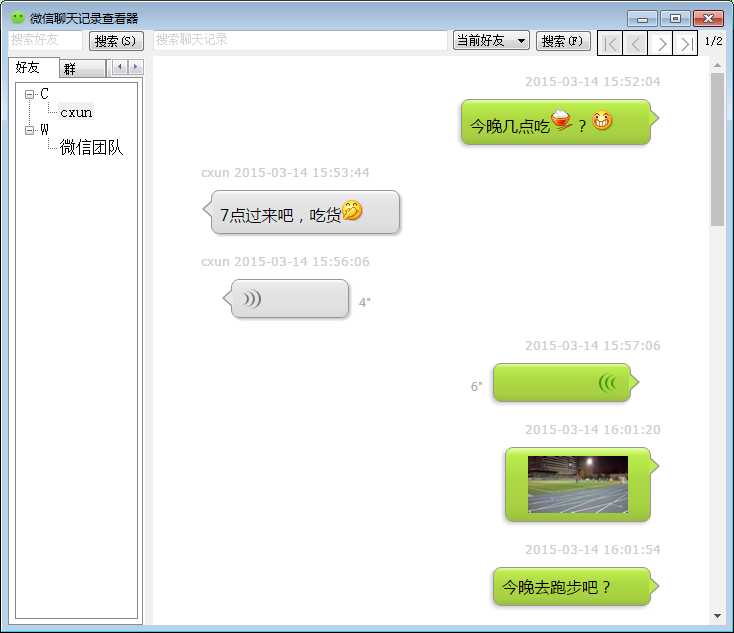 微信聊天记录查看器
搜索好友 搜索(S) 搜索聊天记录 当前好友 搜索(F) 1/2
好友 群
C
cxun
W
微信团队
2015-03-14 15:52:04
今晚几点吃？
cxun 2015-03-14 15:53:44
7点过来吧，吃货
cxun 2015-03-14 15:56:06
4"
2015-03-14 15:57:06
6"
2015-03-14 16:01:20
2015-03-14 16:01:54
今晚去跑步吧？